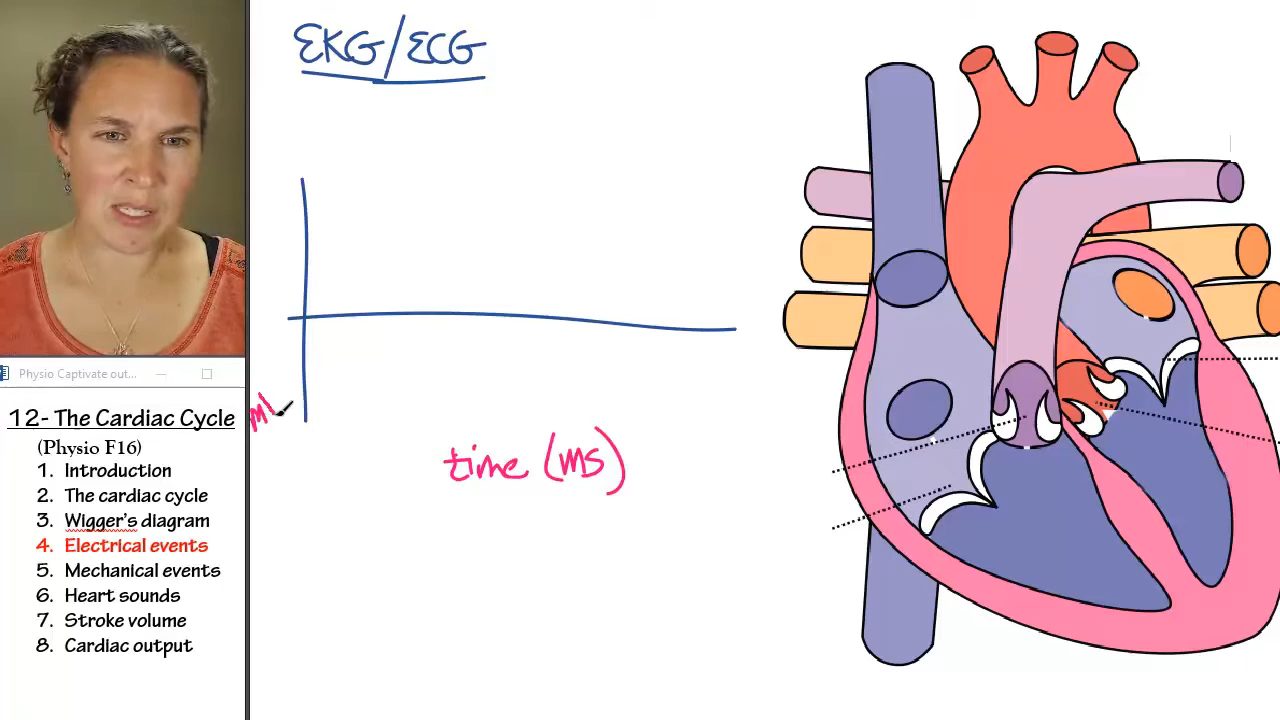 EKG/ECG
time (ms)
Physio Captivate out...
12- The Cardiac Cycle
(Physio F16)
1. Introduction
2. The cardiac cycle
3. Wigger's diagram
4. Electrical events
5. Mechanical events
6. Heart sounds
7. Stroke volume
8. Cardiac output